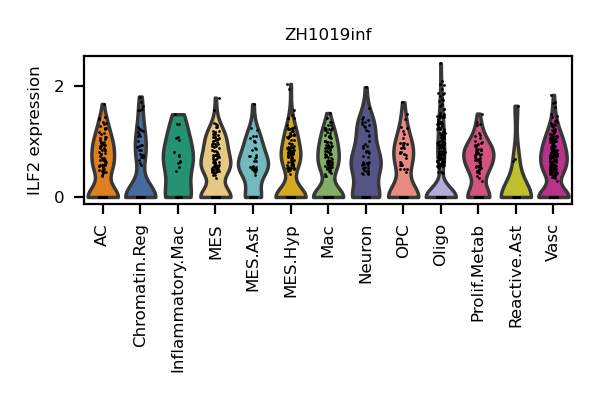 ZH1019inf
ILF2 expression
2
0
AC
Chromatin.Reg
Inflammatory.Mac
MES
MES.Ast
MES.Hyp
Mac
Neuron
OPC
Oligo
Prolif.Metab
Reactive.Ast
Vasc